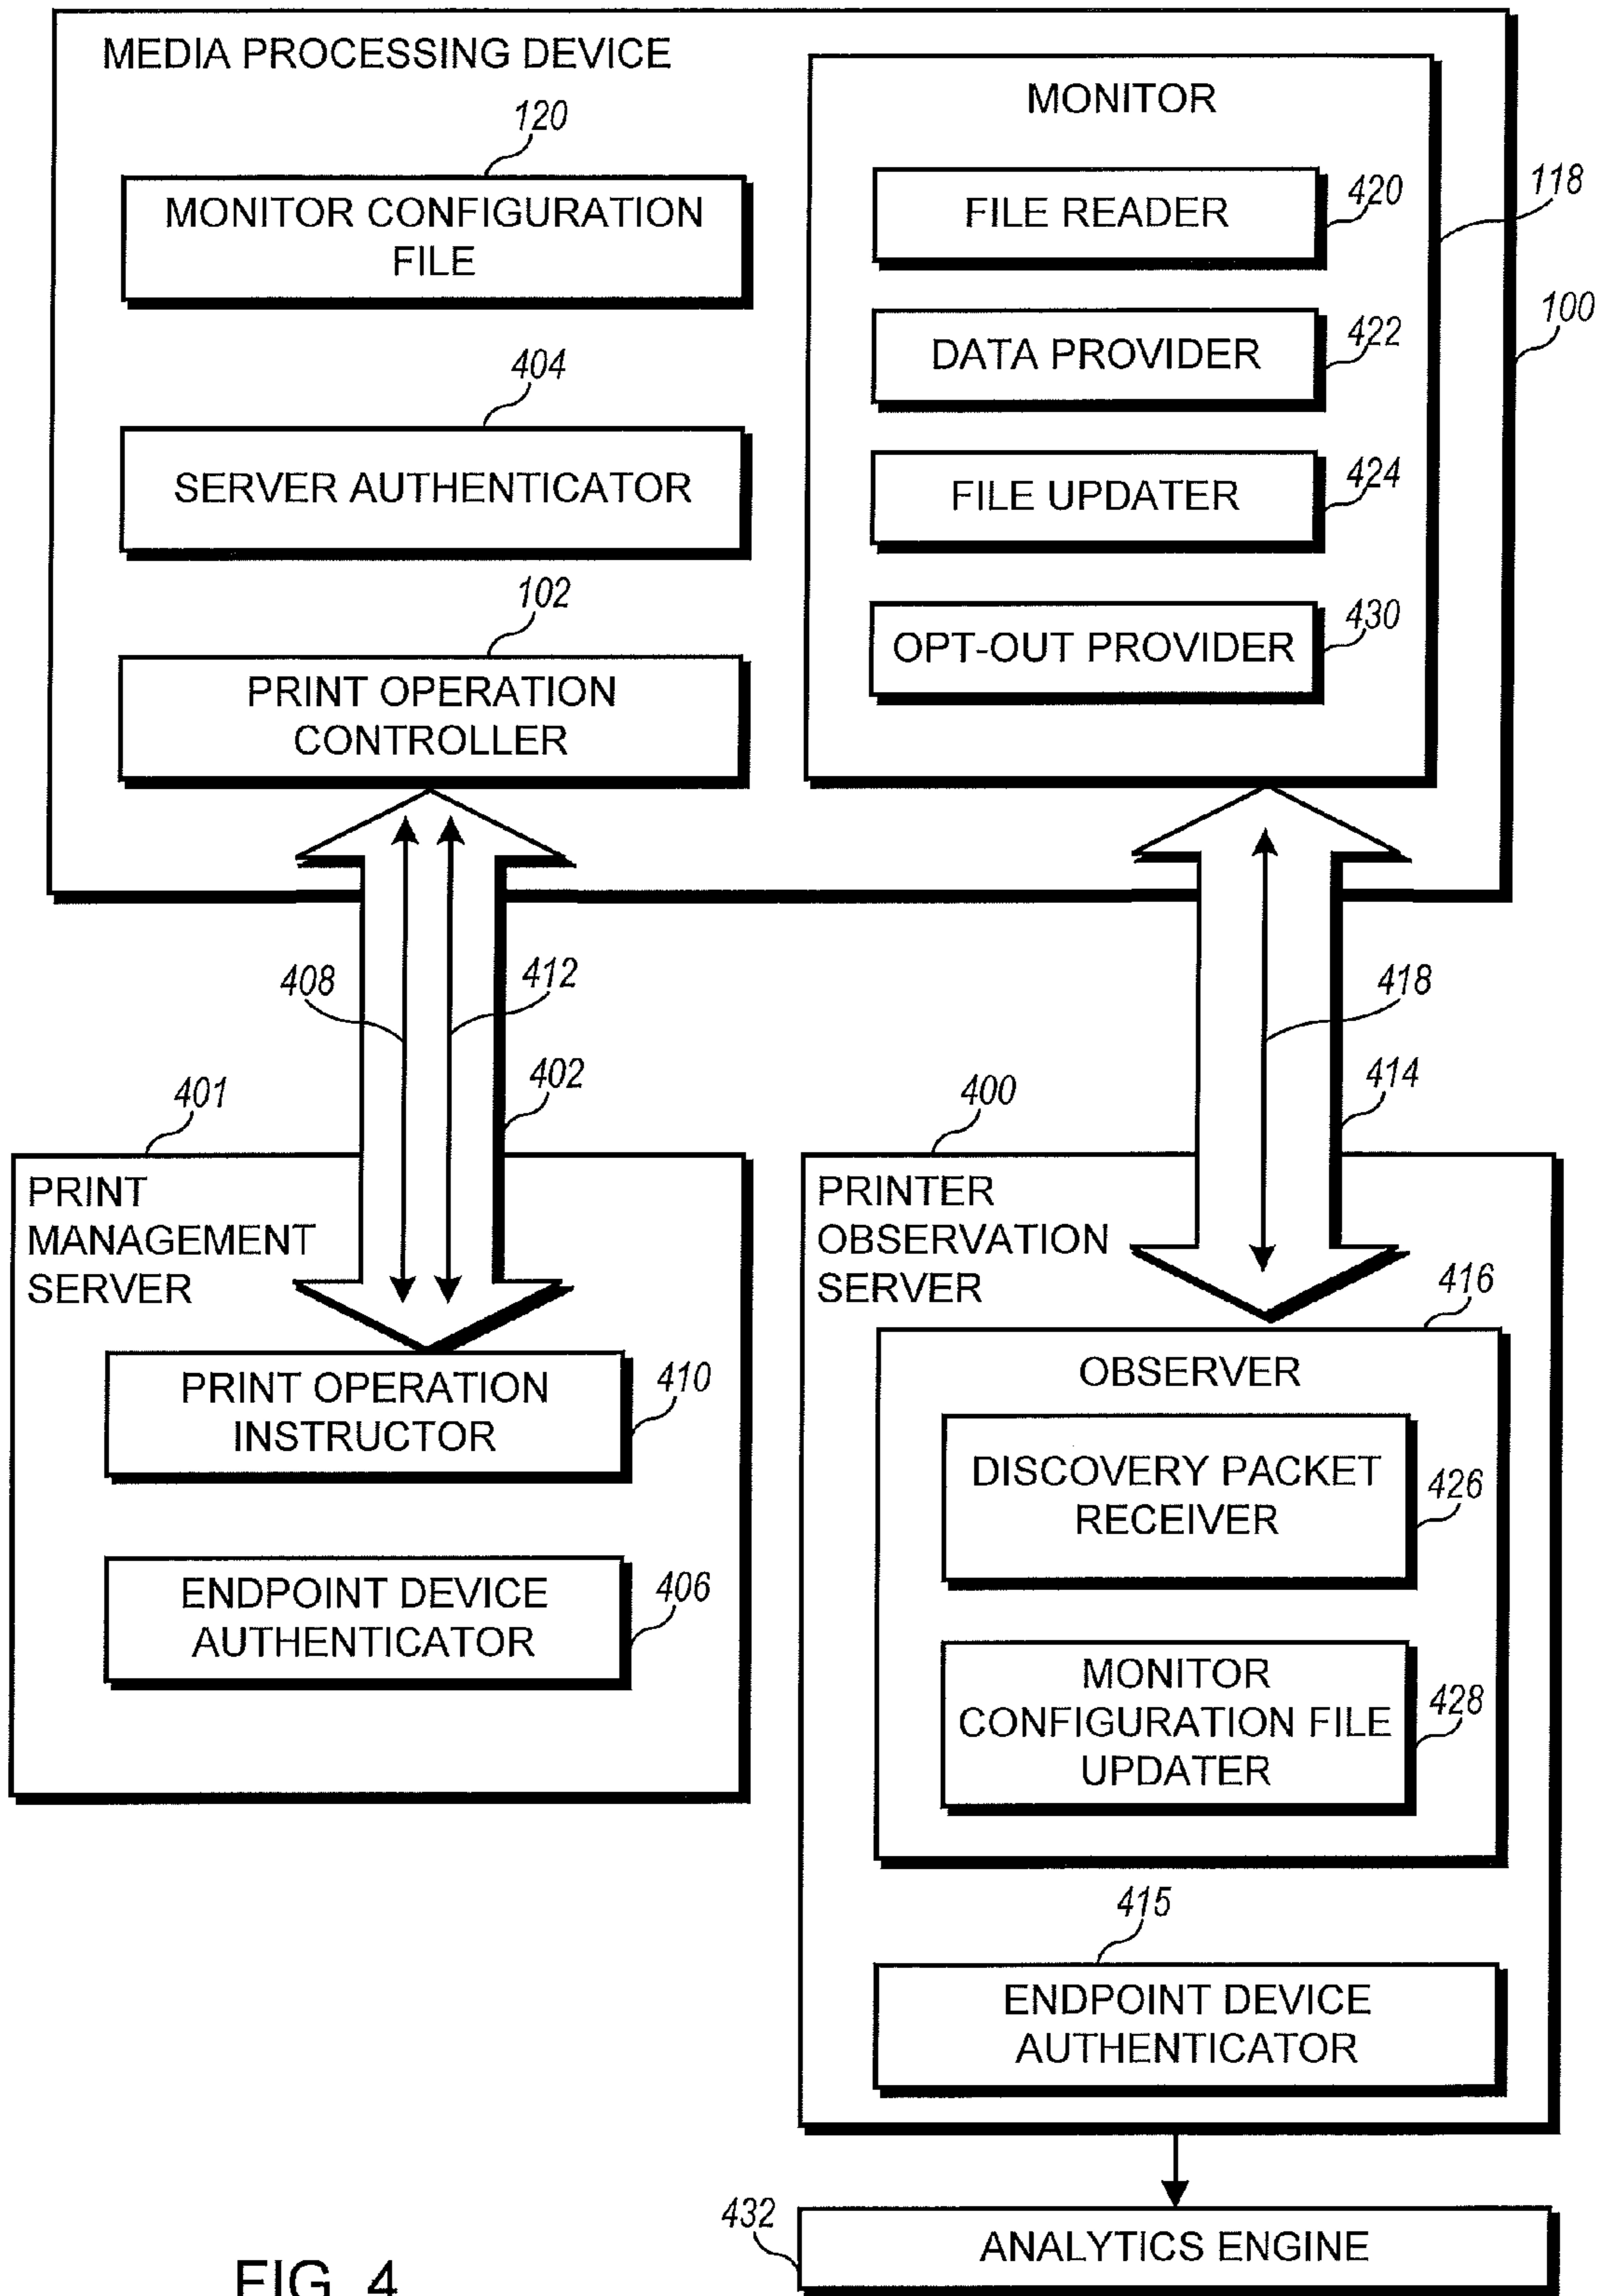 MEDIA PROCESSING DEVICE
120
MONITOR CONFIGURATION
FILE
404
SERVER AUTHENTICATOR
102
PRINT OPERATION
CONTROLLER
MONITOR
FILE READER
420
DATA PROVIDER
422
FILE UPDATER
424
OPT-OUT PROVIDER
430
118
100
408
412
402
418
414
401
PRINT
MANAGEMENT
SERVER
PRINT OPERATION
INSTRUCTOR
410
ENDPOINT DEVICE
AUTHENTICATOR
406
400
PRINTER
OBSERVATION
SERVER
416
OBSERVER
DISCOVERY PACKET
RECEIVER
426
MONITOR
CONFIGURATION FILE
UPDATER
428
415
ENDPOINT DEVICE
AUTHENTICATOR
432
ANALYTICS ENGINE
FIG. 4